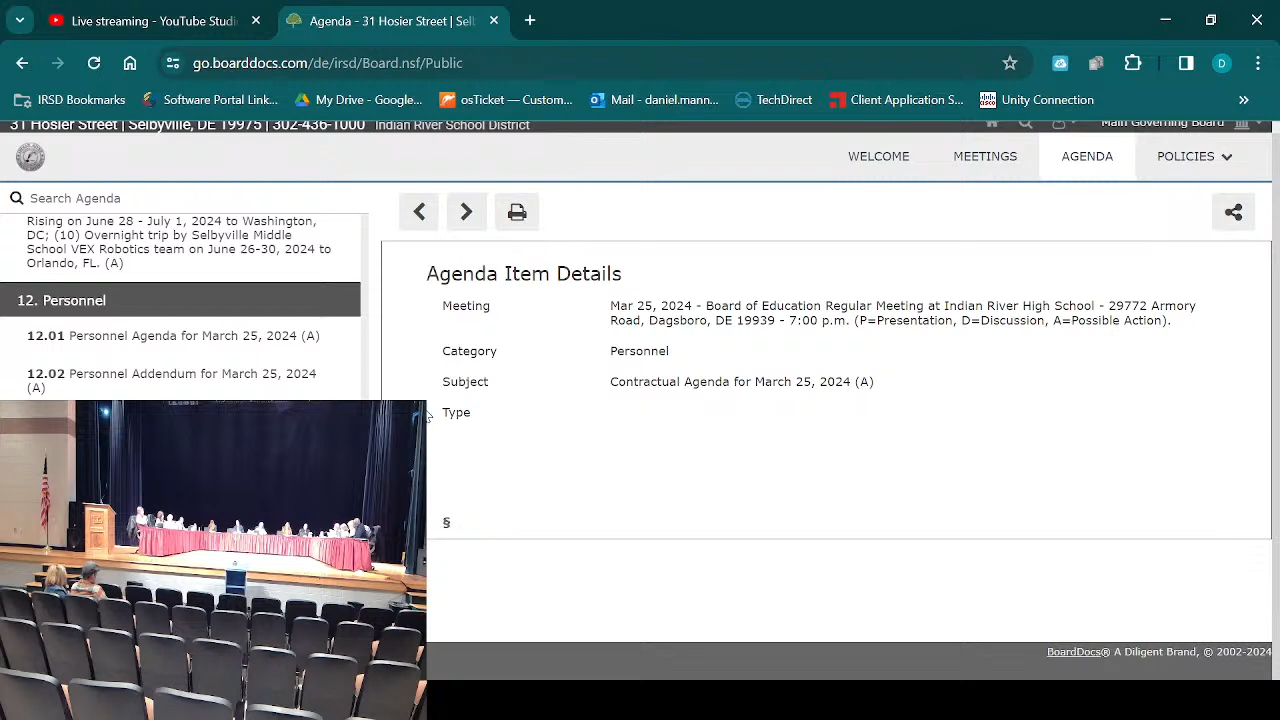 Live streaming - YouTube Studi
Agenda - 31 Hosier Street | Sel
go.boarddocs.com/de/irsd/Board.nsf/Public
D
IRSD Bookmarks
Software Portal Link...
My Drive - Google...
osTicket — Custom...
Mail - daniel.mann...
TechDirect
Client Application S...
Unity Connection
31 Hosier Street | Selbyville, DE 19975 | 302-436-1000 Indian River School District
Main Governing Board
WELCOME
MEETINGS
AGENDA
POLICIES
Search Agenda
Rising on June 28 - July 1, 2024 to Washington,
DC; (10) Overnight trip by Selbyville Middle
School VEX Robotics team on June 26-30, 2024 to
Orlando, FL. (A)
12. Personnel
12.01 Personnel Agenda for March 25, 2024 (A)
12.02 Personnel Addendum for March 25, 2024
(A)
Agenda Item Details
Meeting
Mar 25, 2024 - Board of Education Regular Meeting at Indian River High School - 29772 Armory
Road, Dagsboro, DE 19939 - 7:00 p.m. (P=Presentation, D=Discussion, A=Possible Action).
Category
Personnel
Subject
Contractual Agenda for March 25, 2024 (A)
Type
§
BoardDocs® A Diligent Brand, © 2002-2024